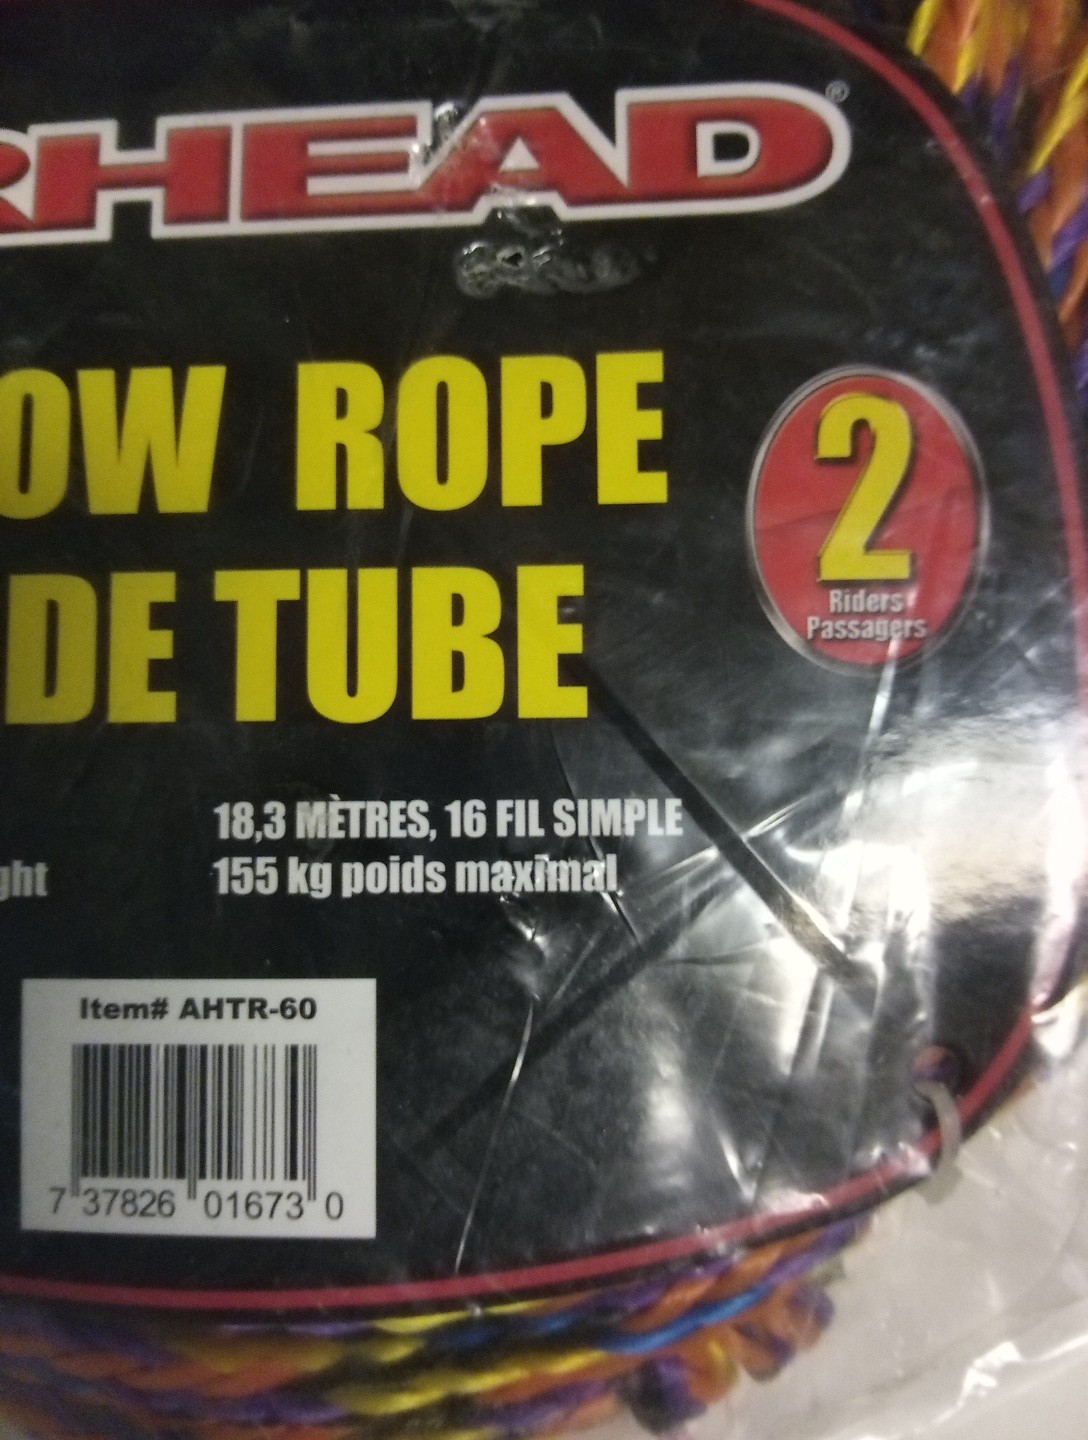 RHEAD®
OW ROPE
DE TUBE
2
Riders
Passagers
18,3 MÈTRES, 16 FIL SIMPLE
ght
155 kg poids maximal
Item# AHTR-60
7 37826 01673 0